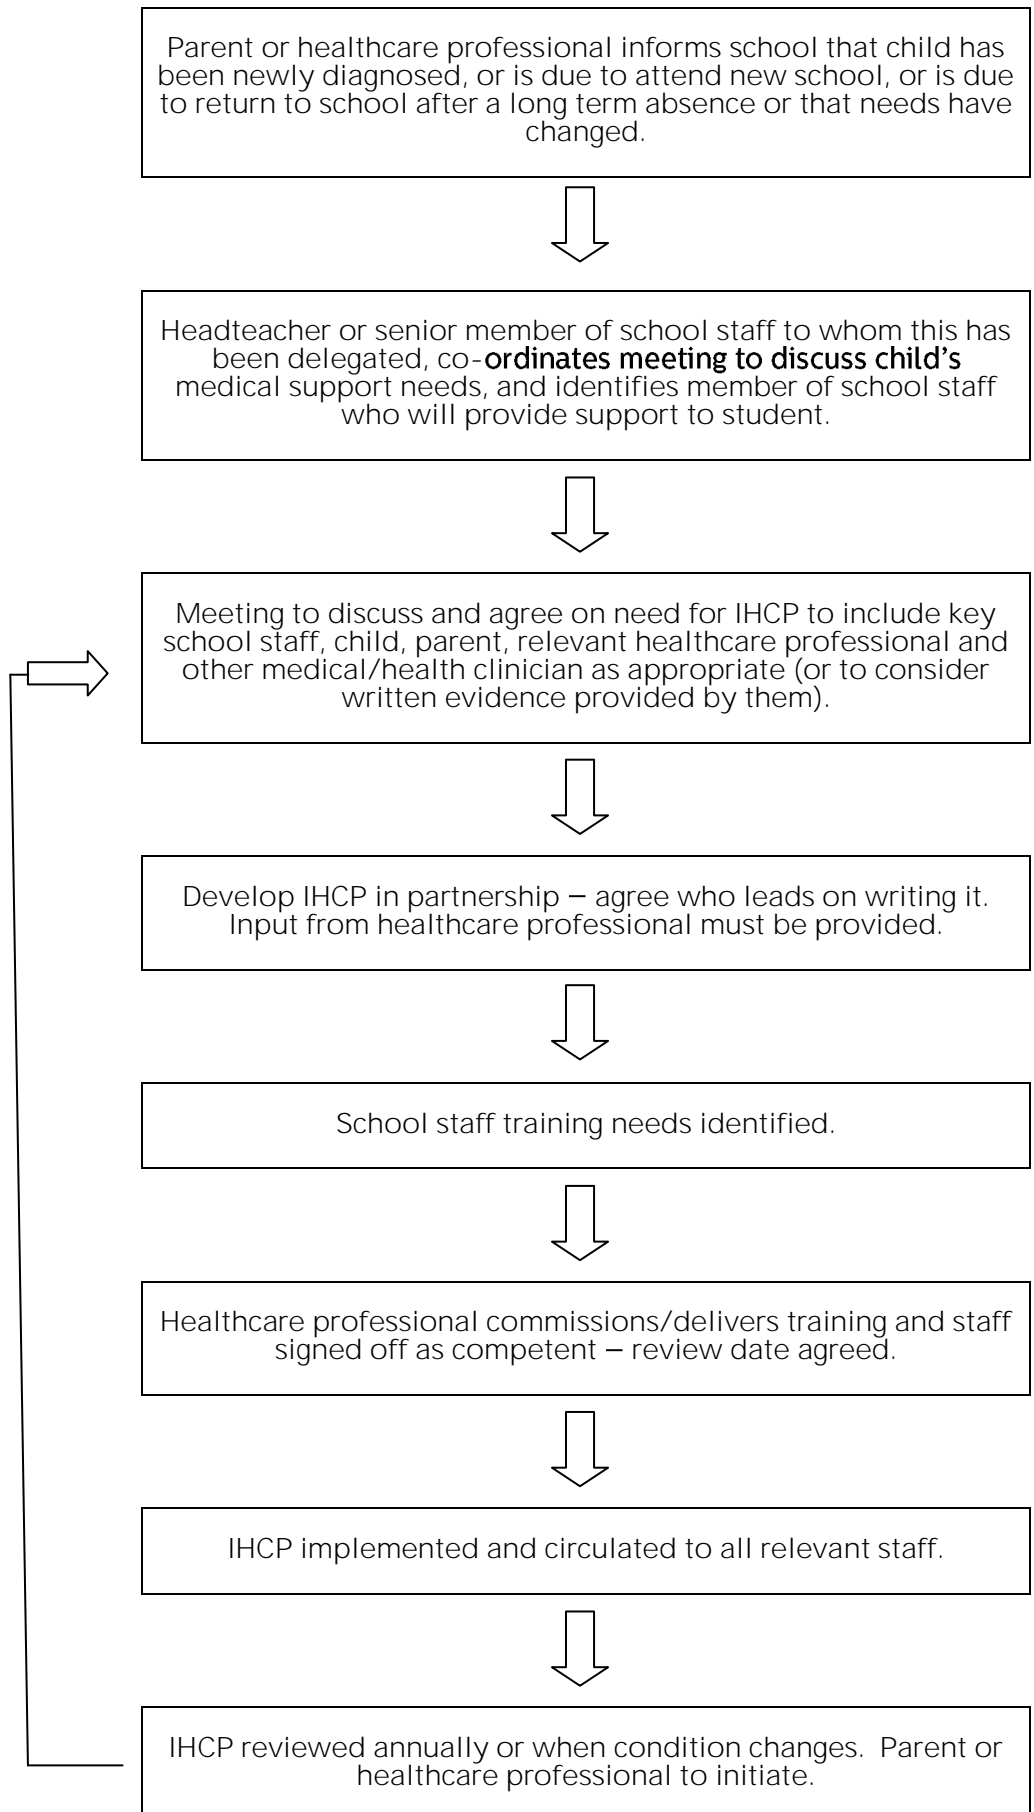 Parent or healthcare professional informs school that child has
been newly diagnosed, or is due to attend new school, or is due
to return to school after a long term absence or that needs have
changed.
Headteacher or senior member of school staff to whom this has
been delegated, co-ordinates meeting to discuss child’s
medical support needs, and identifies member of school staff
who will provide support to student.
Meeting to discuss and agree on need for IHCP to include key
school staff, child, parent, relevant healthcare professional and
other medical/health clinician as appropriate (or to consider
written evidence provided by them).
Develop IHCP in partnership – agree who leads on writing it.
Input from healthcare professional must be provided.
School staff training needs identified.
Healthcare professional commissions/delivers training and staff
signed off as competent – review date agreed.
IHCP implemented and circulated to all relevant staff.
IHCP reviewed annually or when condition changes.  Parent or
healthcare professional to initiate.